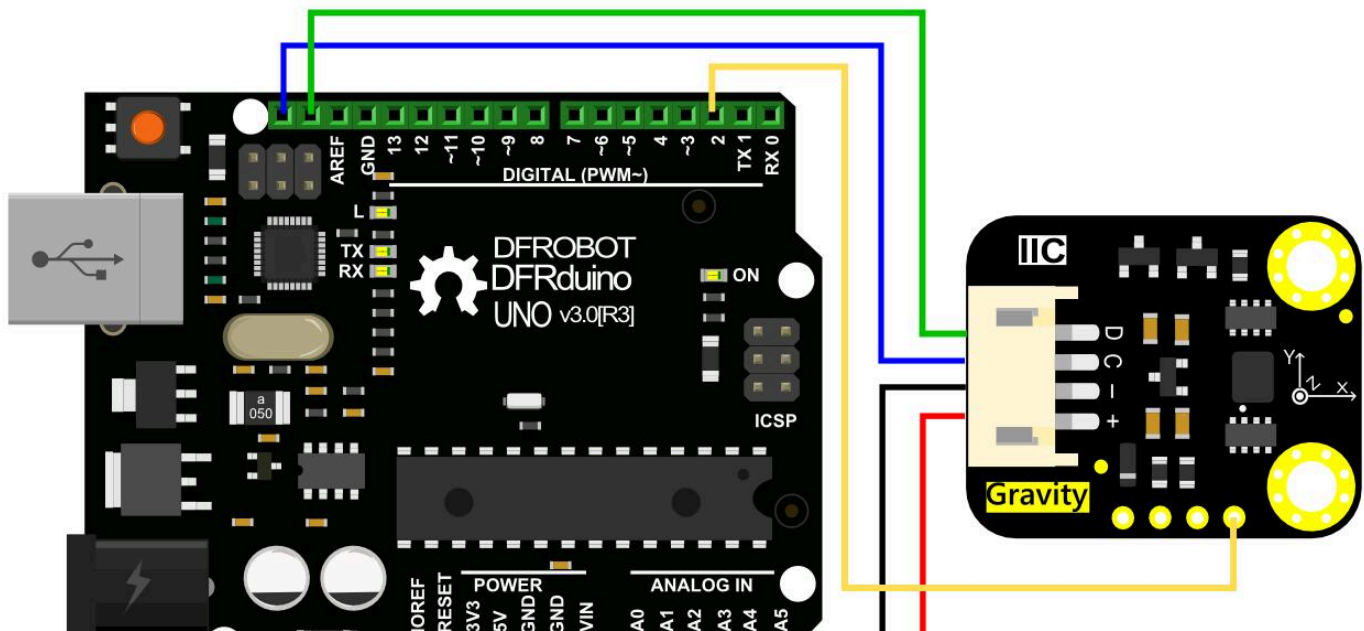 AREF
GND
13
12
~11
~10
~9
8
7
~6
~5
4
~3
2
TX 1
RX 0
DIGITAL (PWM~)
L
TX
RX
DFROBOT
DFRduino
UNO v3.0[R3]
ON
ICSP
a
050
IIC
D
C
-
+
Y
Z
X
Gravity
POWER
ANALOG IN
IOREF
RESET
3V3
5V
GND
GND
VIN
A0
A1
A2
A3
A4
A5